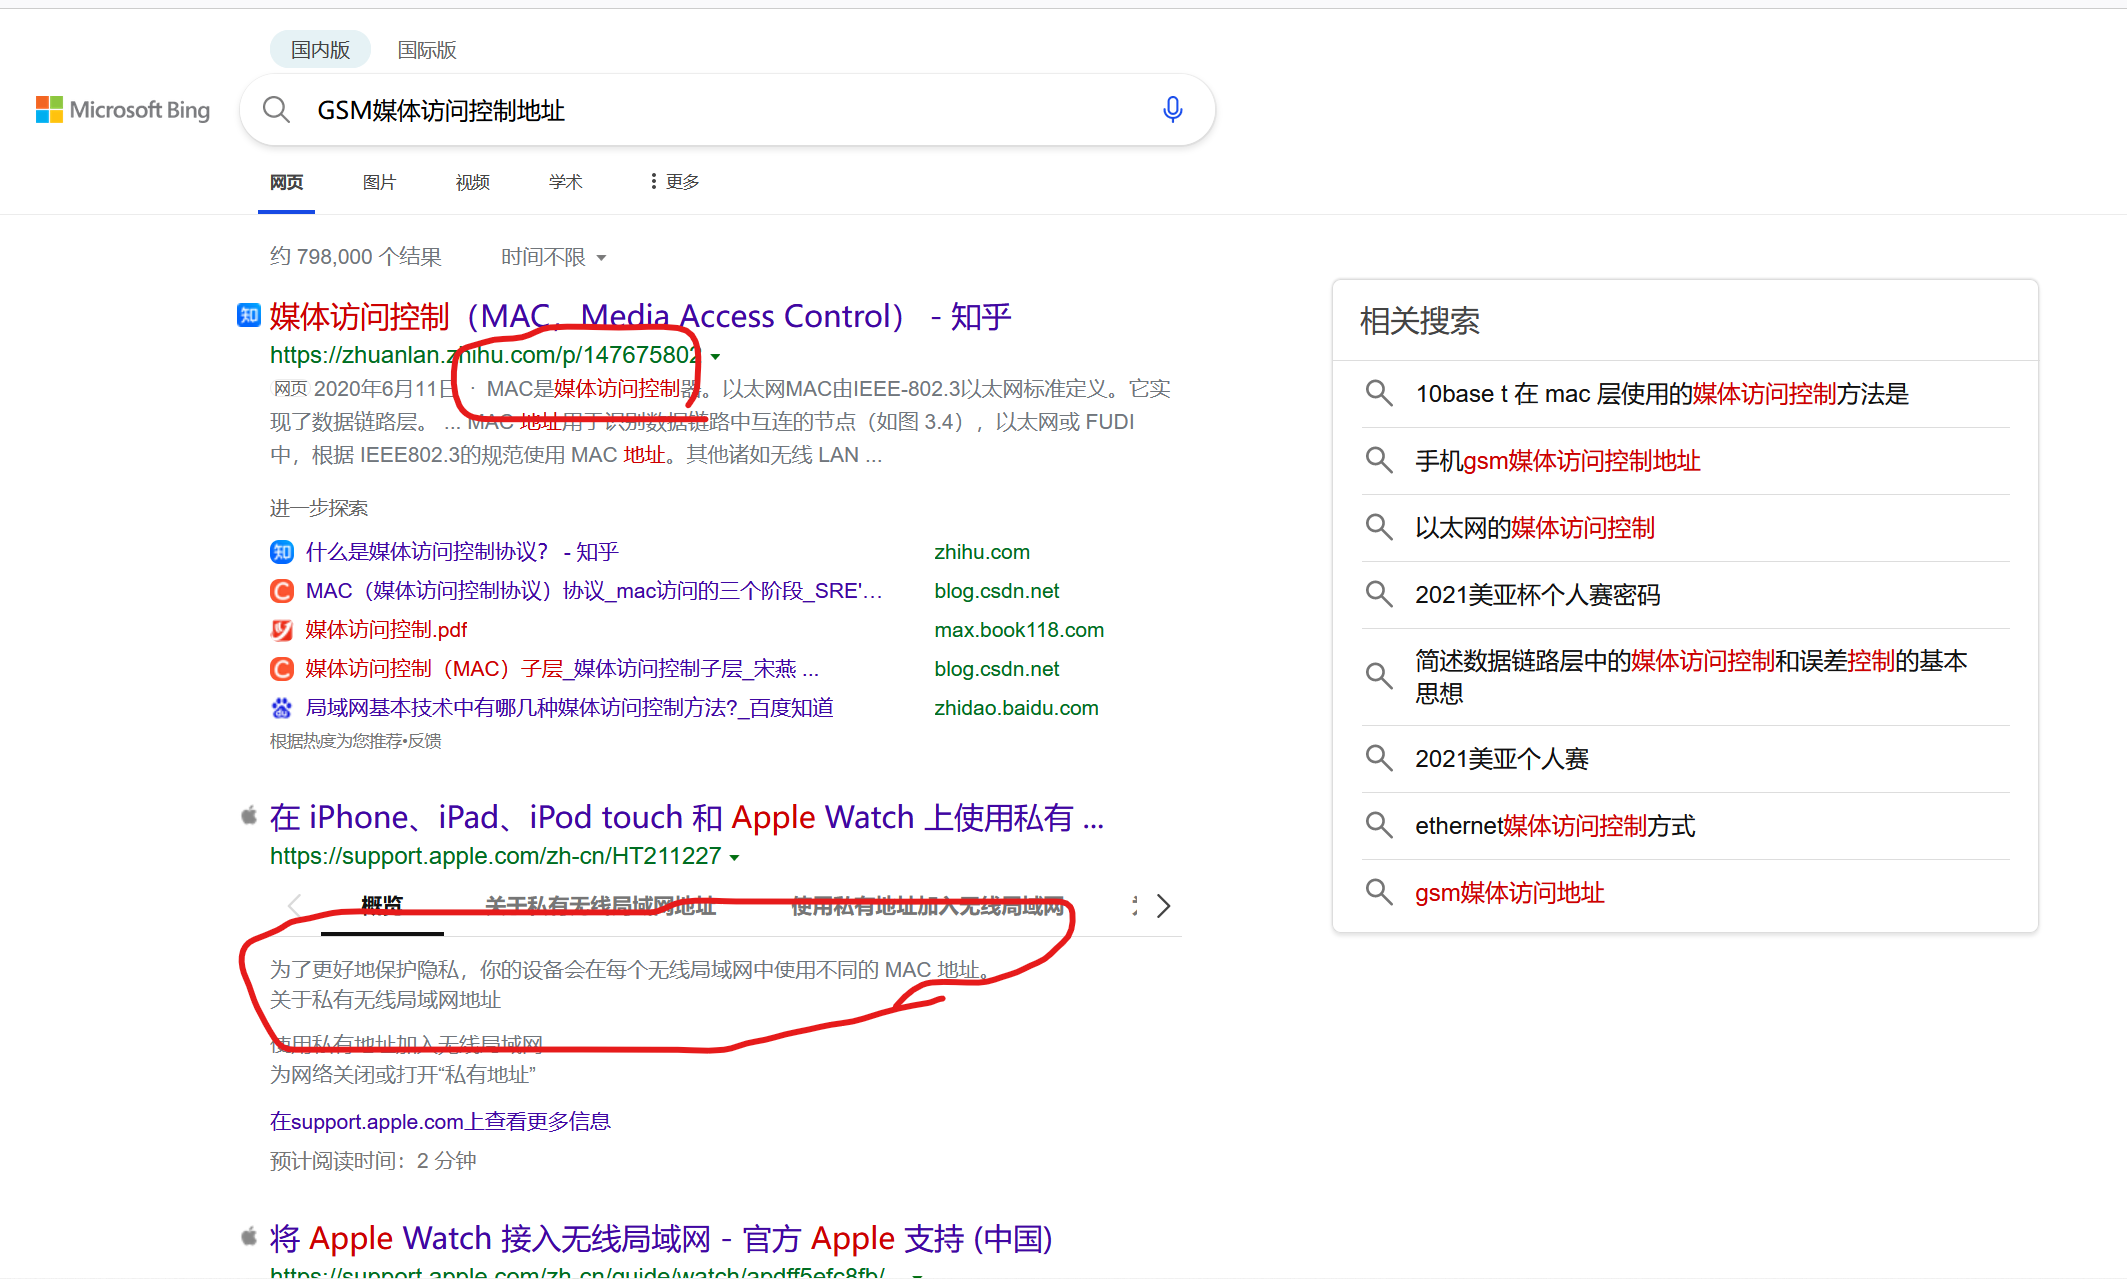 国内版 国际版
Microsoft Bing
GSM媒体访问控制地址
网页 图片 视频 学术 更多
约 798,000 个结果 时间不限
媒体访问控制（MAC，Media Access Control） - 知乎
https://zhuanlan.zhihu.com/p/147675802
网页 2020年6月11日 · MAC是媒体访问控制器。以太网MAC由IEEE-802.3以太网标准定义。它实
现了数据链路层。 ... MAC 地址用于识别数据链路中互连的节点（如图 3.4），以太网或 FUDI
中，根据 IEEE802.3的规范使用 MAC 地址。其他诸如无线 LAN ...
进一步探索
什么是媒体访问控制协议？ - 知乎 zhihu.com
MAC（媒体访问控制协议）协议_mac访问的三个阶段_SRE'… blog.csdn.net
媒体访问控制.pdf max.book118.com
媒体访问控制（MAC）子层_媒体访问控制子层_宋燕 ... blog.csdn.net
局域网基本技术中有哪几种媒体访问控制方法?_百度知道 zhidao.baidu.com
根据热度为您推荐•反馈
在 iPhone、iPad、iPod touch 和 Apple Watch 上使用私有 ...
https://support.apple.com/zh-cn/HT211227
概览 关于私有无线局域网地址 使用私有地址加入无线局域网
为了更好地保护隐私，你的设备会在每个无线局域网中使用不同的 MAC 地址。
关于私有无线局域网地址
使用私有地址加入无线局域网
为网络关闭或打开“私有地址”
在support.apple.com上查看更多信息
预计阅读时间：2 分钟
将 Apple Watch 接入无线局域网 - 官方 Apple 支持 (中国)
https://support.apple.com/zh-cn/guide/watch/apdff5efc8fb/...
相关搜索
10base t 在 mac 层使用的媒体访问控制方法是
手机gsm媒体访问控制地址
以太网的媒体访问控制
2021美亚杯个人赛密码
简述数据链路层中的媒体访问控制和误差控制的基本
思想
2021美亚个人赛
ethernet媒体访问控制方式
gsm媒体访问地址